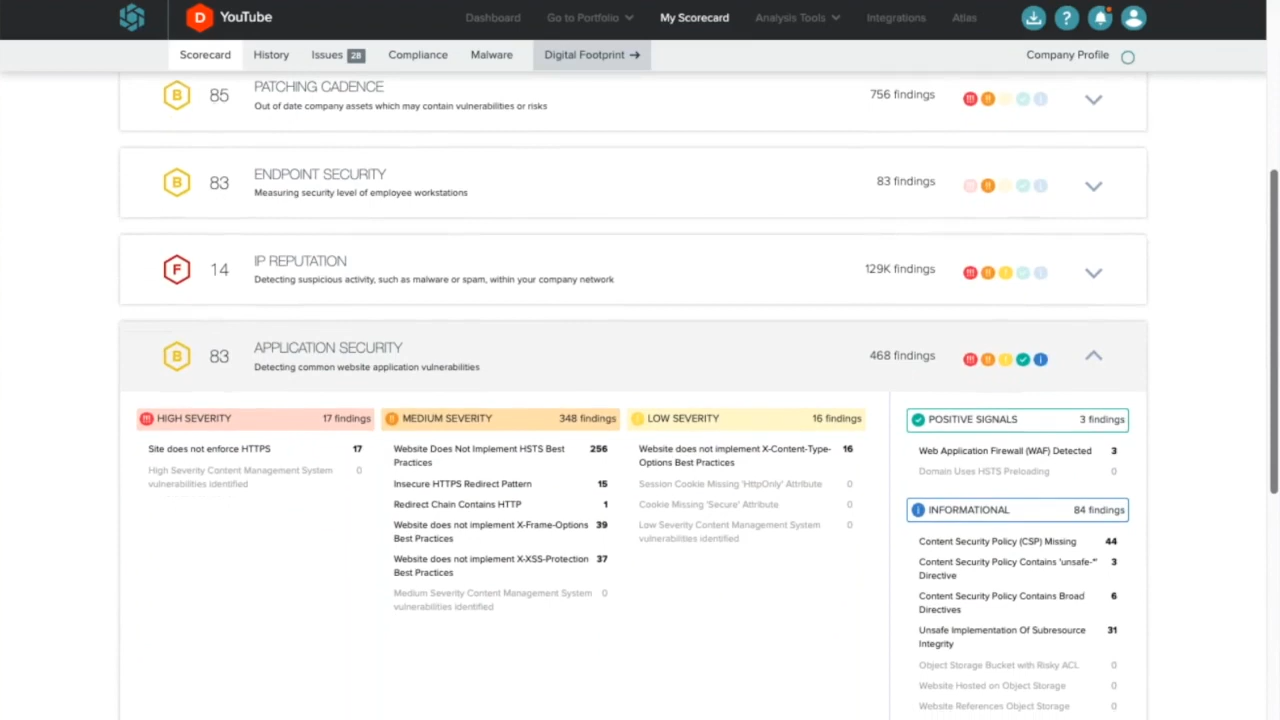 D YouTube Dashboard Go to Portfolio My Scorecard Analysis Tools Integrations Atlas ?
Scorecard History Issues 28 Compliance Malware Digital Footprint → Company Profile
B 85 PATCHING CADENCE 756 findings
Out of date company assets which may contain vulnerabilities or risks
B 83 ENDPOINT SECURITY 83 findings
Measuring security level of employee workstations
F 14 IP REPUTATION 129K findings
Detecting suspicious activity, such as malware or spam, within your company network
B 83 APPLICATION SECURITY 468 findings
Detecting common website application vulnerabilities
HIGH SEVERITY 17 findings
Site does not enforce HTTPS 17
High Severity Content Management System 0
vulnerabilities identified
MEDIUM SEVERITY 348 findings
Website Does Not Implement HSTS Best 256
Practices
Insecure HTTPS Redirect Pattern 15
Redirect Chain Contains HTTP 1
Website does not implement X-Frame-Options 39
Best Practices
Website does not implement X-XSS-Protection 37
Best Practices
Medium Severity Content Management System 0
vulnerabilities identified
LOW SEVERITY 16 findings
Website does not implement X-Content-Type- 16
Options Best Practices
Session Cookie Missing 'HttpOnly' Attribute 0
Cookie Missing 'Secure' Attribute 0
Low Severity Content Management System 0
vulnerabilities identified
POSITIVE SIGNALS 3 findings
Web Application Firewall (WAF) Detected 3
Domain Uses HSTS Preloading 0
INFORMATIONAL 84 findings
Content Security Policy (CSP) Missing 44
Content Security Policy Contains 'unsafe-*' 3
Directive
Content Security Policy Contains Broad 6
Directives
Unsafe Implementation Of Subresource 31
Integrity
Object Storage Bucket with Risky ACL 0
Website Hosted on Object Storage 0
Website References Object Storage 0